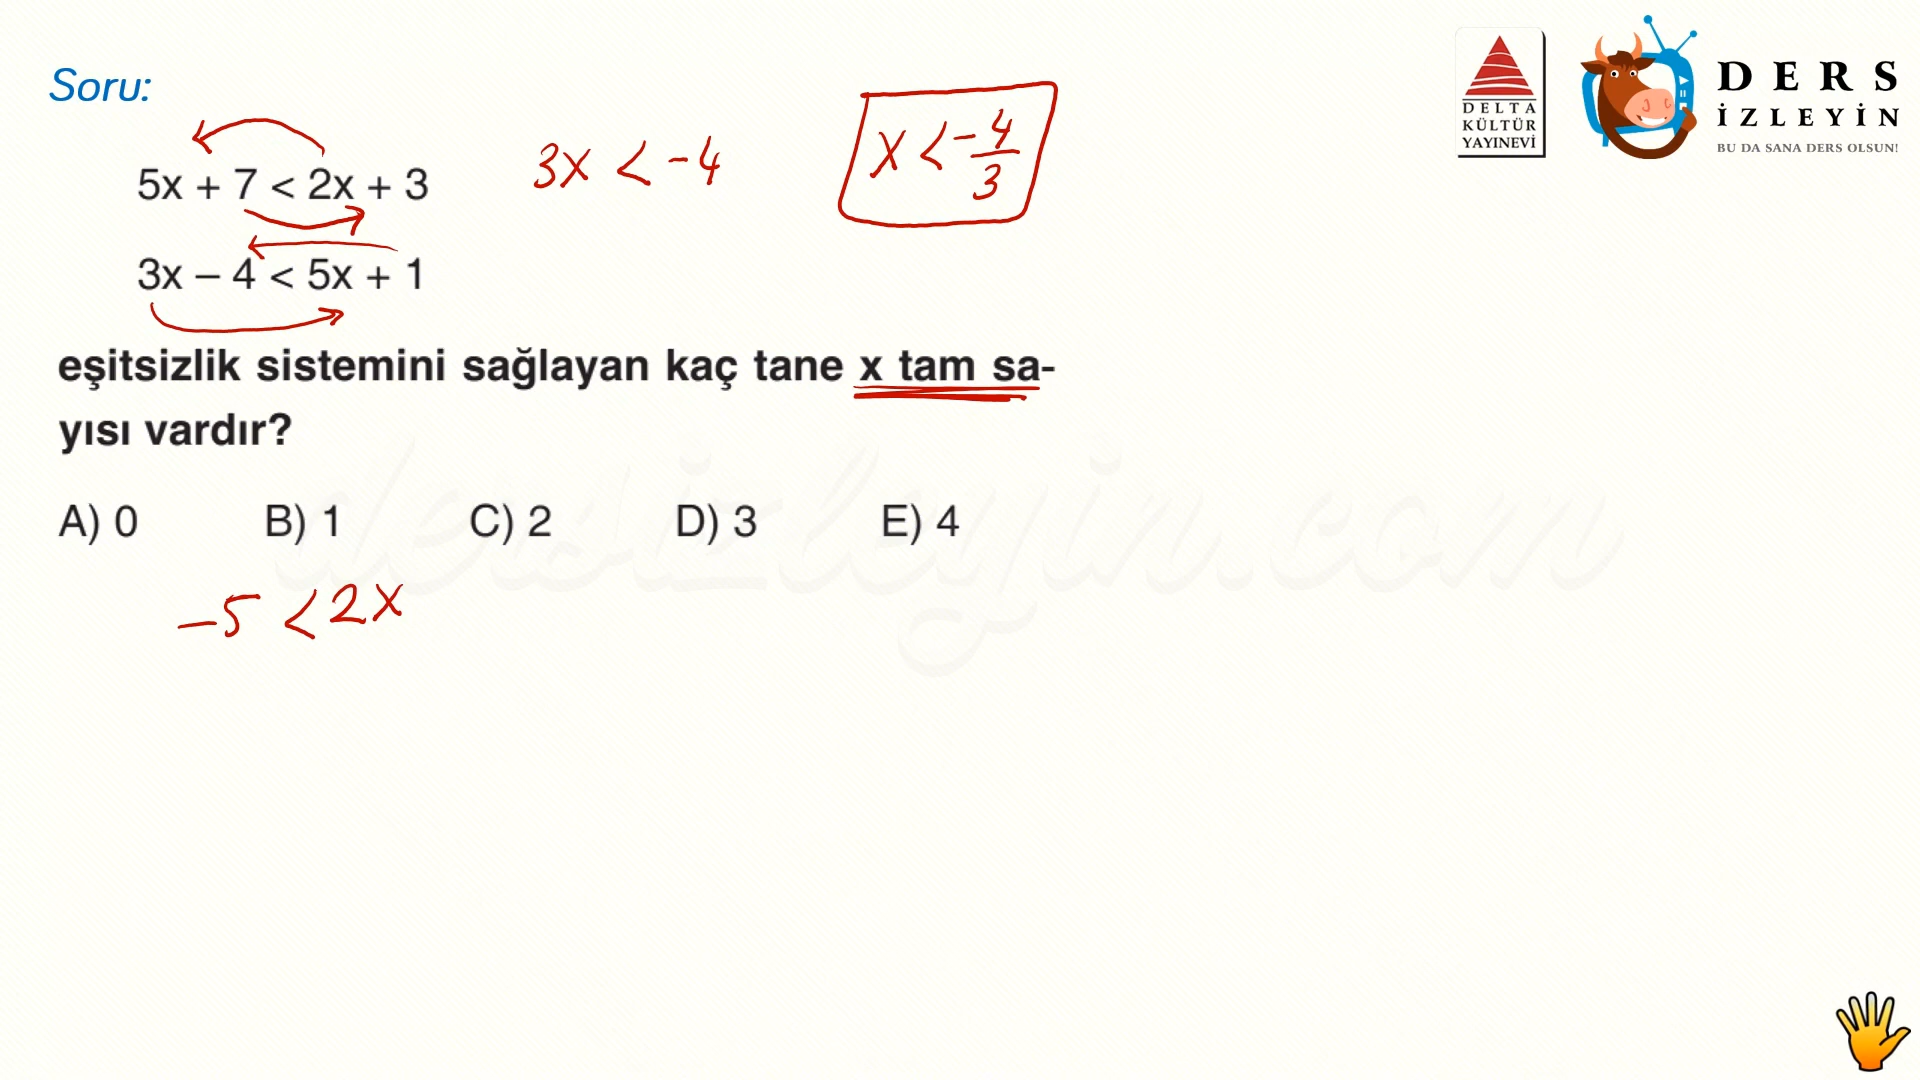 Soru:
5x + 7 < 2x + 3
3x < -4
x < -4/3
3x – 4 < 5x + 1
eşitsizlik sistemini sağlayan kaç tane x tam sa-
yısı vardır?
A) 0 B) 1 C) 2 D) 3 E) 4
-5 < 2x
DELTA
KÜLTÜR
YAYINEVİ
DERS
İZLEYİN
BU DA SANA DERS OLSUN!
dersizleyin.com